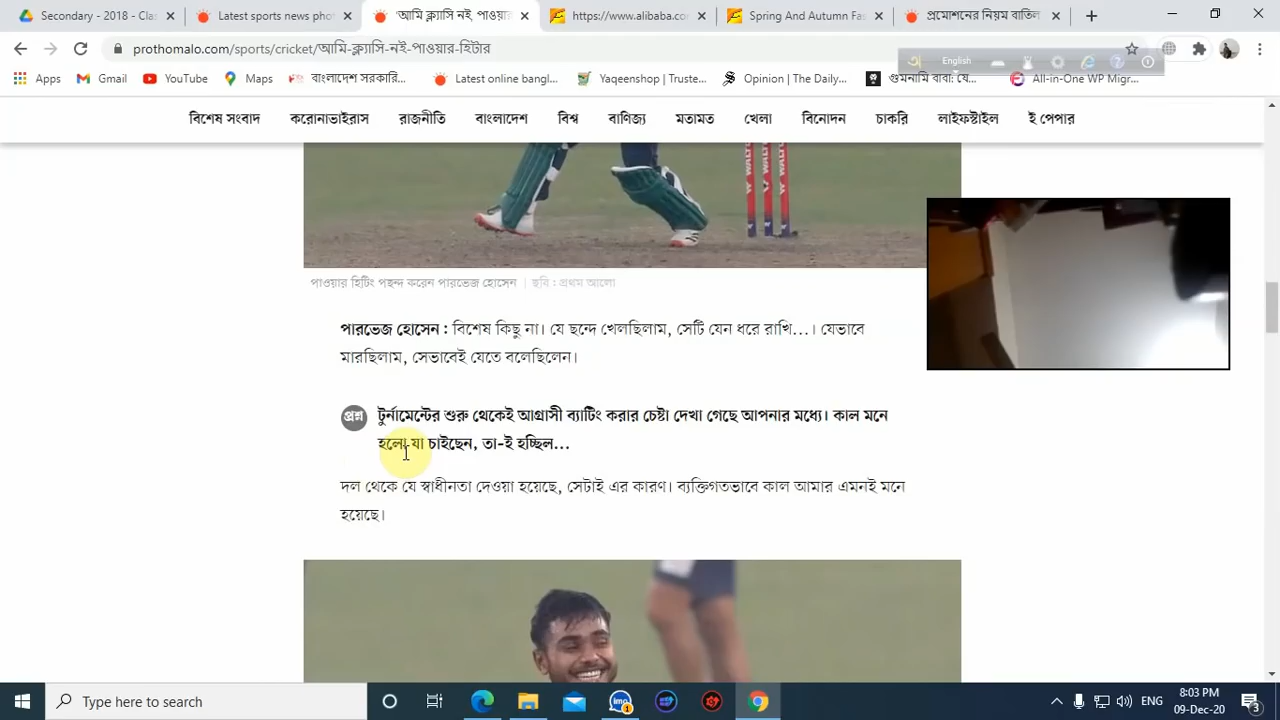 Secondary - 2018 - Clas
Latest sports news phot
'আমি ক্ল্যাসি নই, পাওয়ার
https://www.alibaba.co
Spring And Autumn Fas
প্রমোশনের নিয়ম বাতিল
prothomalo.com/sports/cricket/আমি-ক্ল্যাসি-নই-পাওয়ার-হিটার
English
Apps
Gmail
YouTube
Maps
বাংলাদেশ সরকারি...
Latest online bangl...
Yaqeenshop | Truste...
Opinion | The Daily...
গুমনামি বাবা: ষে...
All-in-One WP Migr...
বিশেষ সংবাদ করোনাভাইরাস রাজনীতি বাংলাদেশ বিশ্ব বাণিজ্য মতামত খেলা বিনোদন চাকরি লাইফস্টাইল ই পেপার
WALT
পাওয়ার হিটিং পছন্দ করেন পারভেজ হোসেন | ছবি : প্রথম আলো
পারভেজ হোসেন : বিশেষ কিছু না। যে ছন্দে খেলছিলাম, সেটি যেন ধরে রাখি...। যেভাবে
মারছিলাম, সেভাবেই যেতে বলেছিলেন।
প্রশ্ন
টুর্নামেন্টের শুরু থেকেই আগ্রাসী ব্যাটিং করার চেষ্টা দেখা গেছে আপনার মধ্যে। কাল মনে
হলো যা চাইছেন, তা-ই হচ্ছিল...
দল থেকে যে স্বাধীনতা দেওয়া হয়েছে, সেটাই এর কারণ। ব্যক্তিগতভাবে কাল আমার এমনই মনে
হয়েছে।
Type here to search
ENG
8:03 PM
09-Dec-20